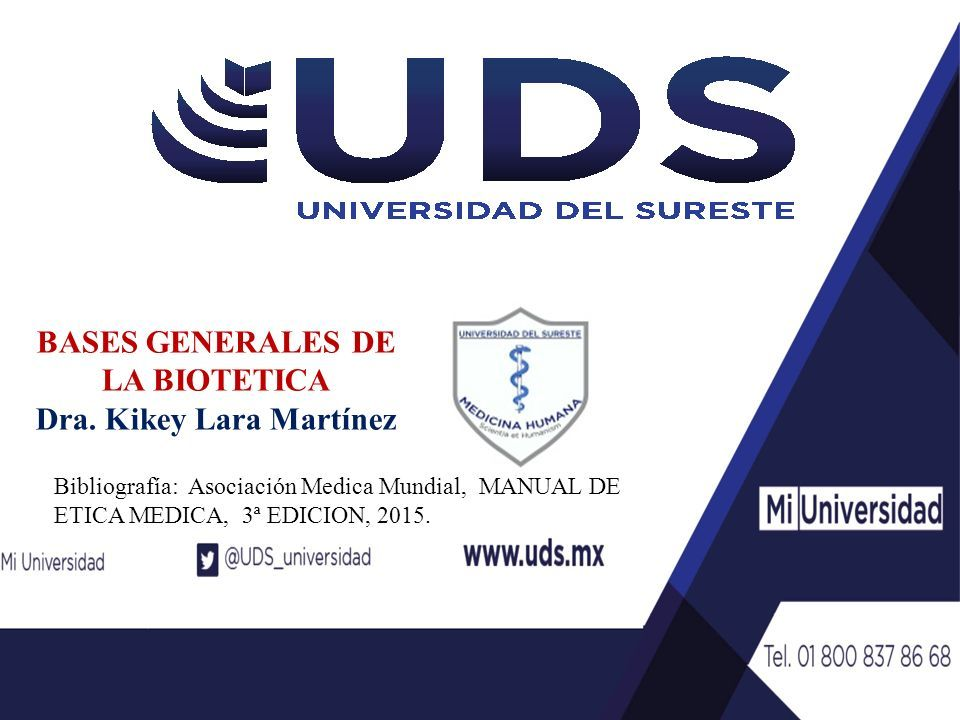 UDS
UNIVERSIDAD DEL SURESTE
BASES GENERALES DE
LA BIOTETICA
Dra. Kikey Lara Martínez
UNIVERSIDAD DEL SURESTE
MEDICINA HUMANA
Scientia et Humanism
Bibliografía: Asociación Medica Mundial, MANUAL DE
ETICA MEDICA, 3ª EDICION, 2015.
Mi Universidad
Mi Universidad
@UDS_universidad
www.uds.mx
Tel. 01 800 837 86 68